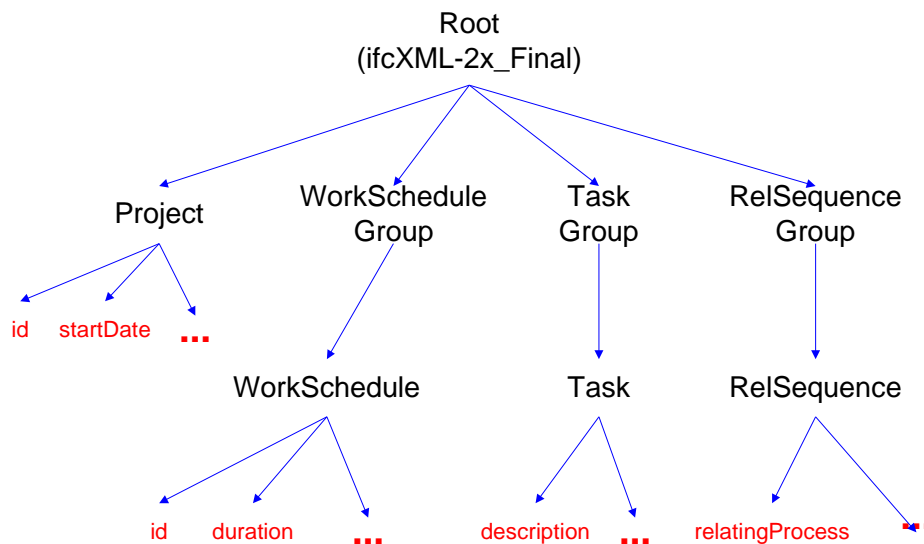 Root
(ifcXML-2x_Final)
Project
WorkSchedule
Group
Task
Group
RelSequence
Group
id startDate ...
WorkSchedule Task RelSequence
id duration ... description ... relatingProcess ...